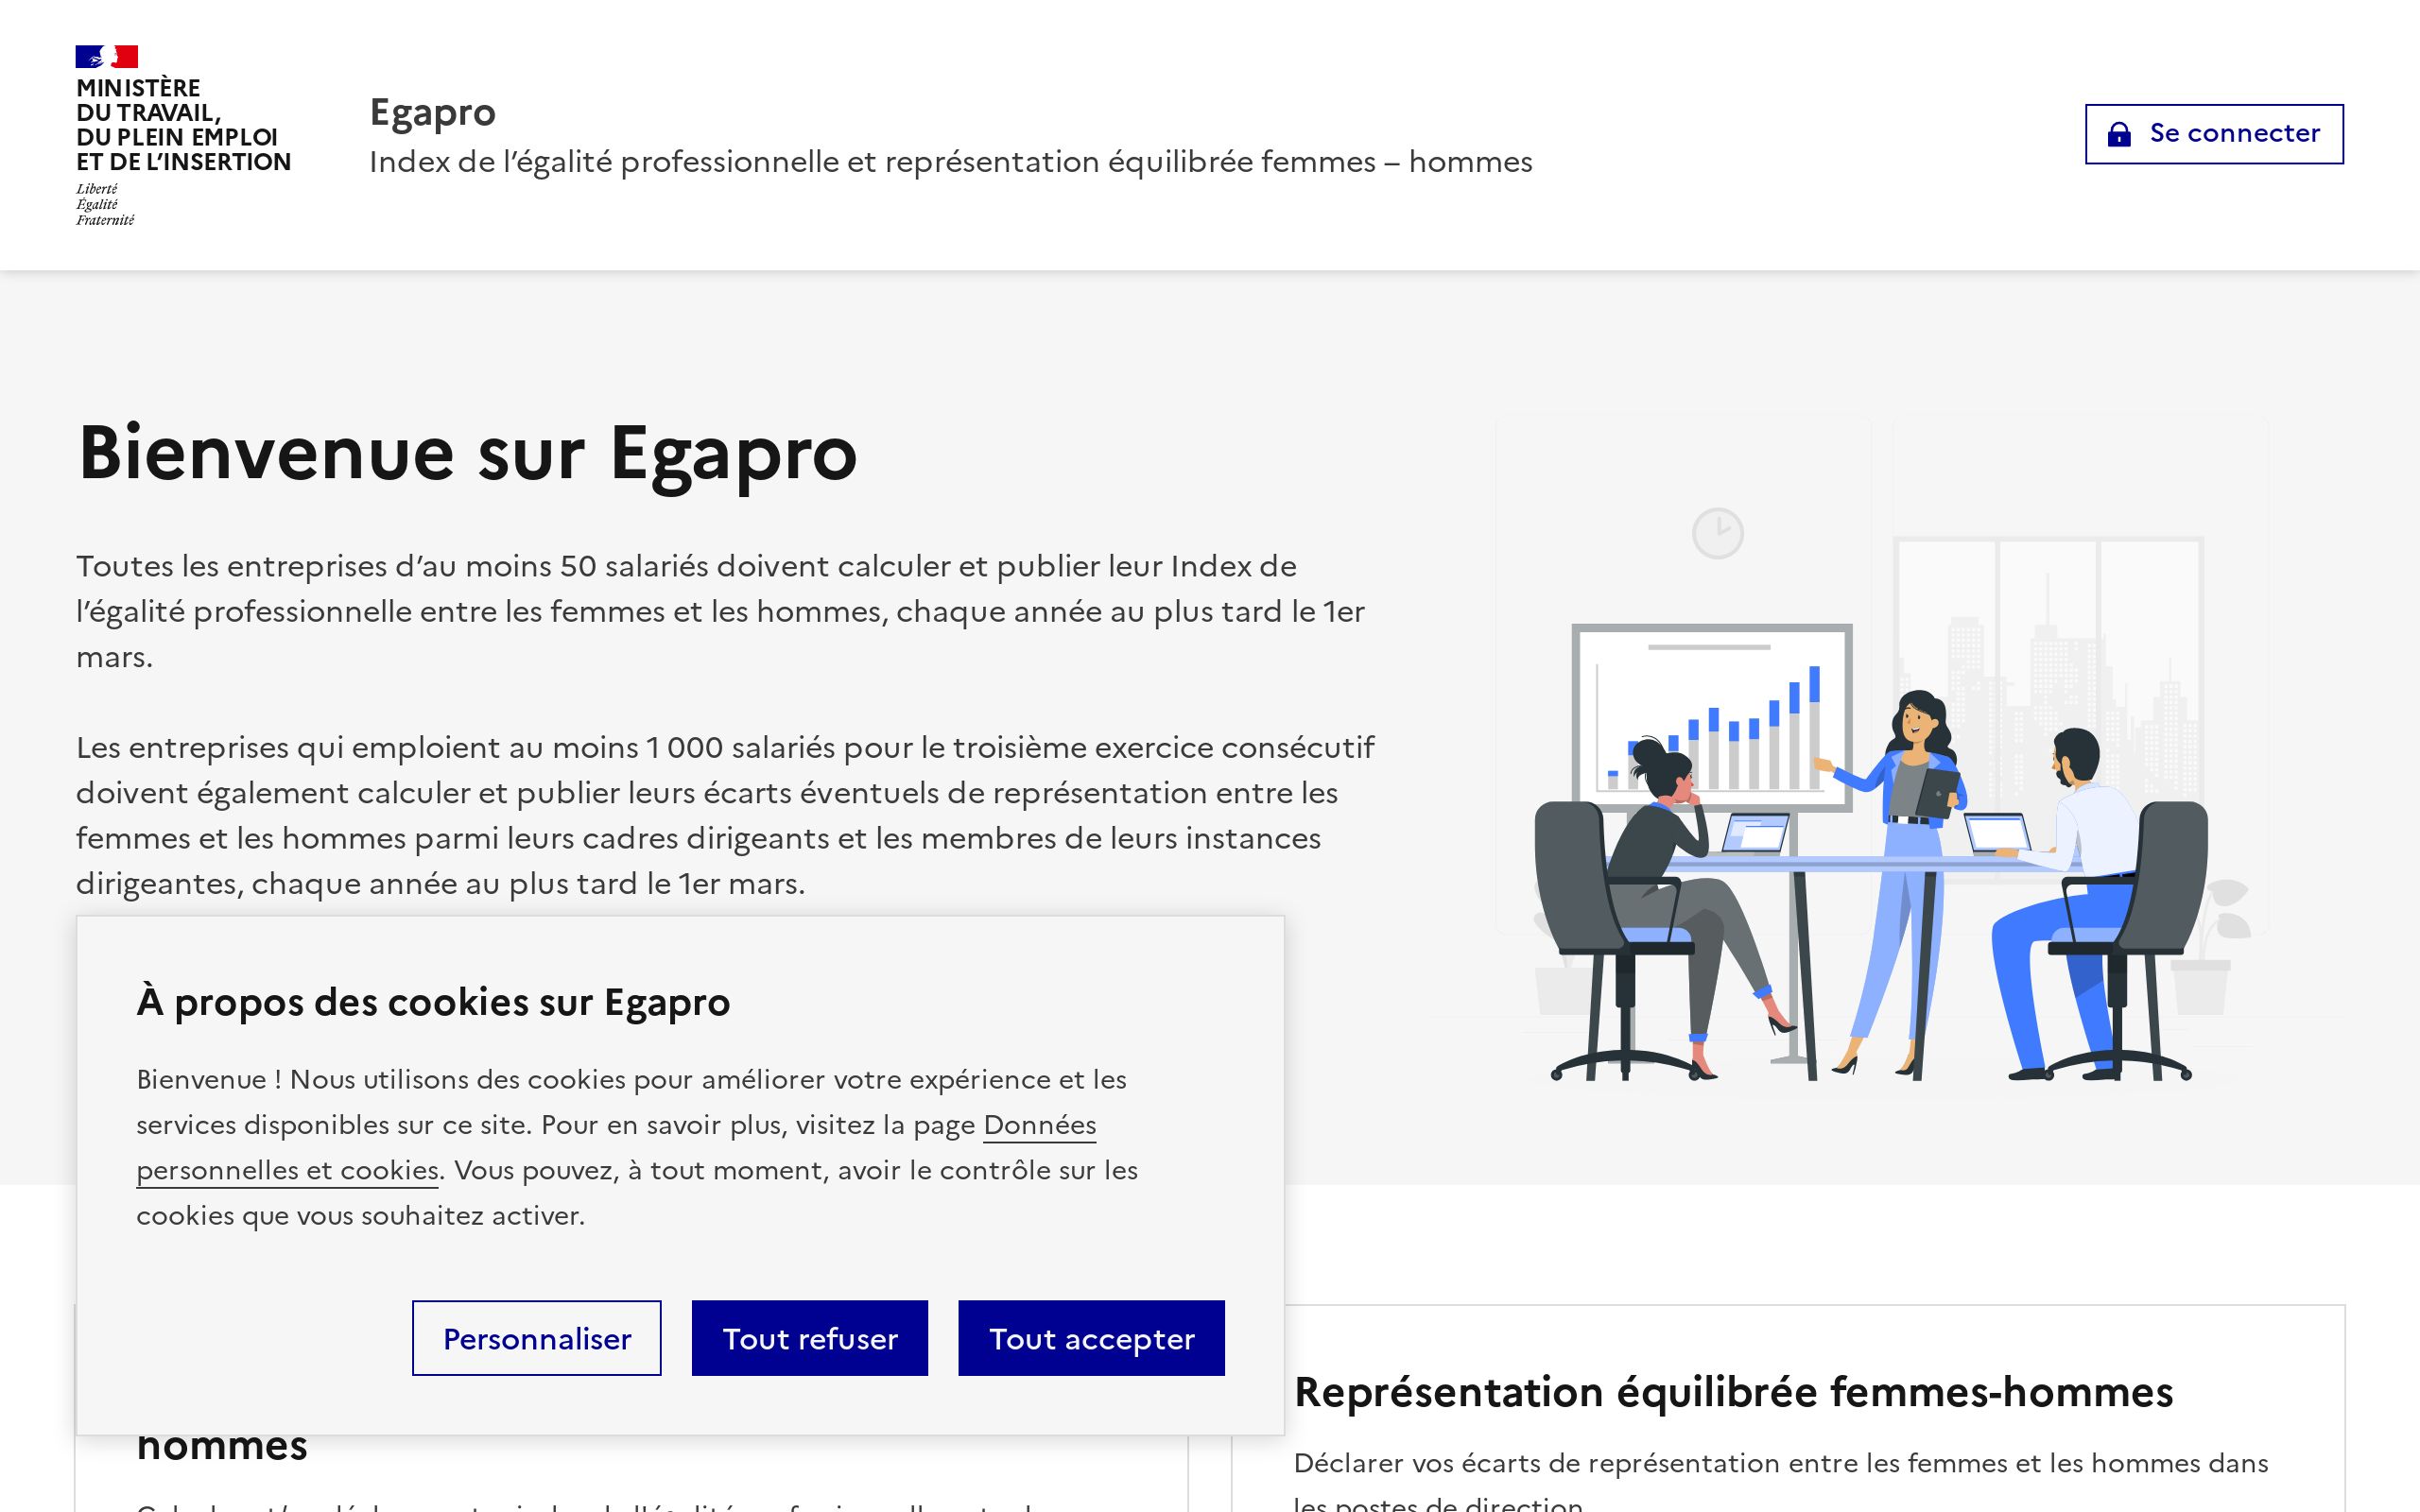 MINISTÈRE
DU TRAVAIL,
DU PLEIN EMPLOI
ET DE L’INSERTION
Liberté
Égalité
Fraternité
Egapro
Index de l’égalité professionnelle et représentation équilibrée femmes – hommes
Se connecter
Bienvenue sur Egapro
Toutes les entreprises d’au moins 50 salariés doivent calculer et publier leur Index de
l’égalité professionnelle entre les femmes et les hommes, chaque année au plus tard le 1er
mars.
Les entreprises qui emploient au moins 1 000 salariés pour le troisième exercice consécutif
doivent également calculer et publier leurs écarts éventuels de représentation entre les
femmes et les hommes parmi leurs cadres dirigeants et les membres de leurs instances
dirigeantes, chaque année au plus tard le 1er mars.
À propos des cookies sur Egapro
Bienvenue ! Nous utilisons des cookies pour améliorer votre expérience et les
services disponibles sur ce site. Pour en savoir plus, visitez la page Données
personnelles et cookies. Vous pouvez, à tout moment, avoir le contrôle sur les
cookies que vous souhaitez activer.
Personnaliser
Tout refuser
Tout accepter
hommes
Représentation équilibrée femmes-hommes
Déclarer vos écarts de représentation entre les femmes et les hommes dans
les postes de direction